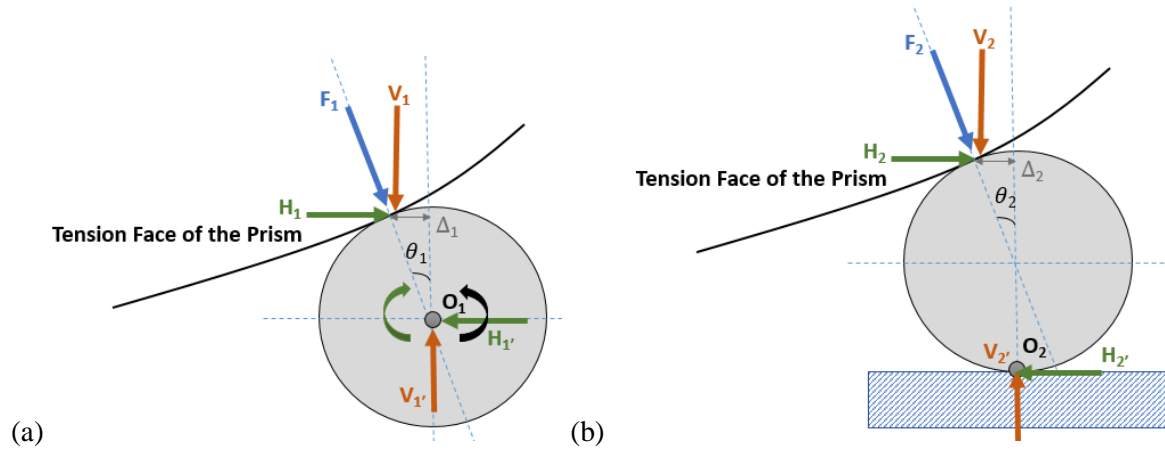 F₁
V₁
H₁
Δ₁
Tension Face of the Prism
θ₁
O₁
H₁'
V₁'
(a)
F₂
V₂
H₂
Δ₂
Tension Face of the Prism
θ₂
V₂'
O₂
H₂'
(b)